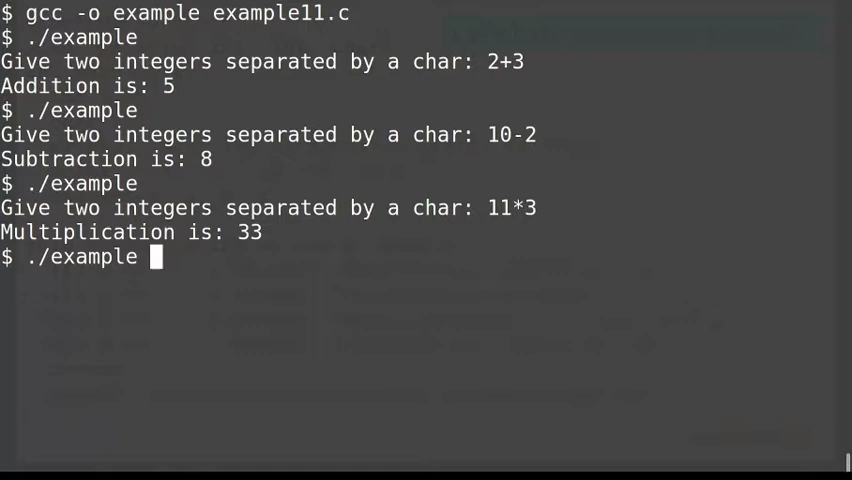 $ gcc -o example example11.c
$ ./example
Give two integers separated by a char: 2+3
Addition is: 5
$ ./example
Give two integers separated by a char: 10-2
Subtraction is: 8
$ ./example
Give two integers separated by a char: 11*3
Multiplication is: 33
$ ./example